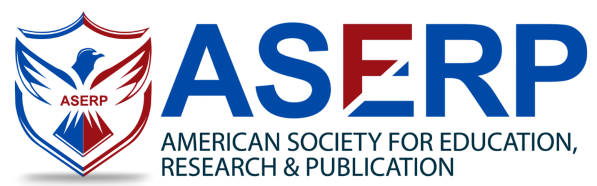 ASERP
ASERP
AMERICAN SOCIETY FOR EDUCATION,
RESEARCH & PUBLICATION